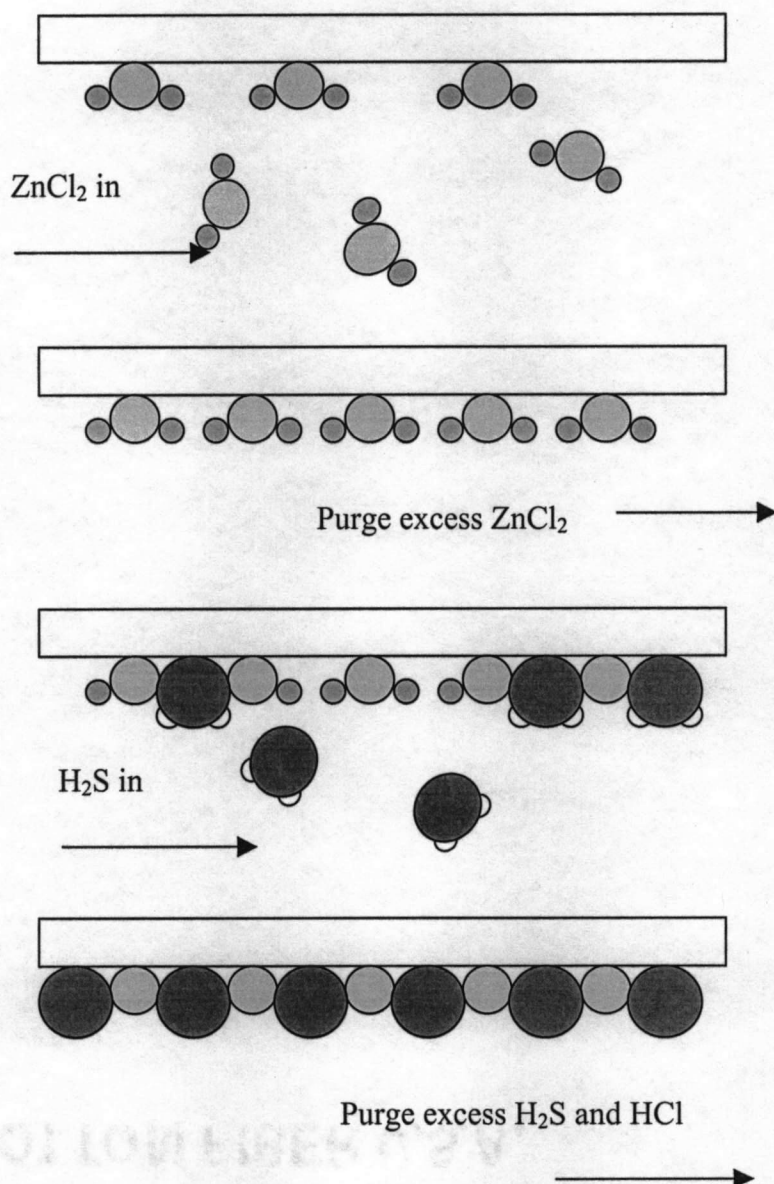 ZnCl₂ in
Purge excess ZnCl₂
H₂S in
Purge excess H₂S and HCl